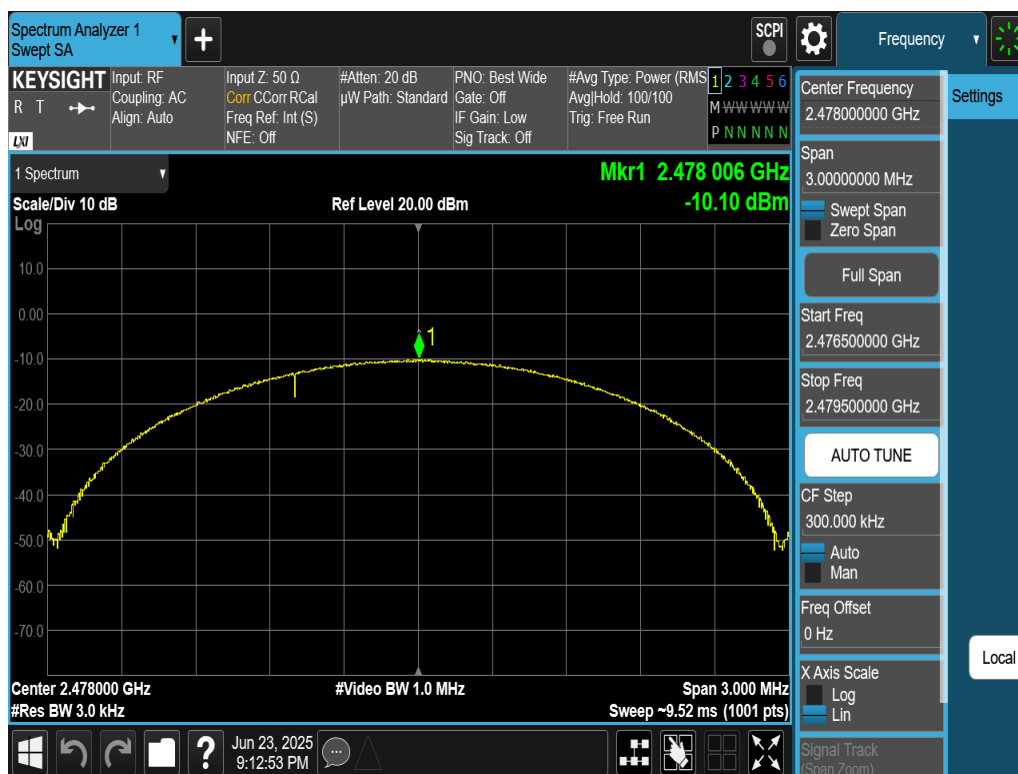 Spectrum Analyzer 1
Swept SA
+
SCPI
Frequency
KEYSIGHT
R T
LXI
Input: RF
Coupling: AC
Align: Auto
Input Z: 50 Ω
Corr CCorr RCal
Freq Ref: Int (S)
NFE: Off
#Atten: 20 dB
µW Path: Standard
PNO: Best Wide
Gate: Off
IF Gain: Low
Sig Track: Off
#Avg Type: Power (RMS
Avg|Hold: 100/100
Trig: Free Run
1 2 3 4 5 6
M W W W W W
P N N N N N
1 Spectrum
Mkr1 2.478 006 GHz
-10.10 dBm
Scale/Div 10 dB
Ref Level 20.00 dBm
Log
10.0
0.00
-10.0
-20.0
-30.0
-40.0
-50.0
-60.0
-70.0
1
Center 2.478000 GHz
#Video BW 1.0 MHz
Span 3.000 MHz
#Res BW 3.0 kHz
Sweep ~9.52 ms (1001 pts)
Center Frequency
2.478000000 GHz
Span
3.00000000 MHz
Swept Span
Zero Span
Full Span
Start Freq
2.476500000 GHz
Stop Freq
2.479500000 GHz
AUTO TUNE
CF Step
300.000 kHz
Auto
Man
Freq Offset
0 Hz
X Axis Scale
Log
Lin
Signal Track
(Span Zoom)
Settings
Local
?
Jun 23, 2025
9:12:53 PM